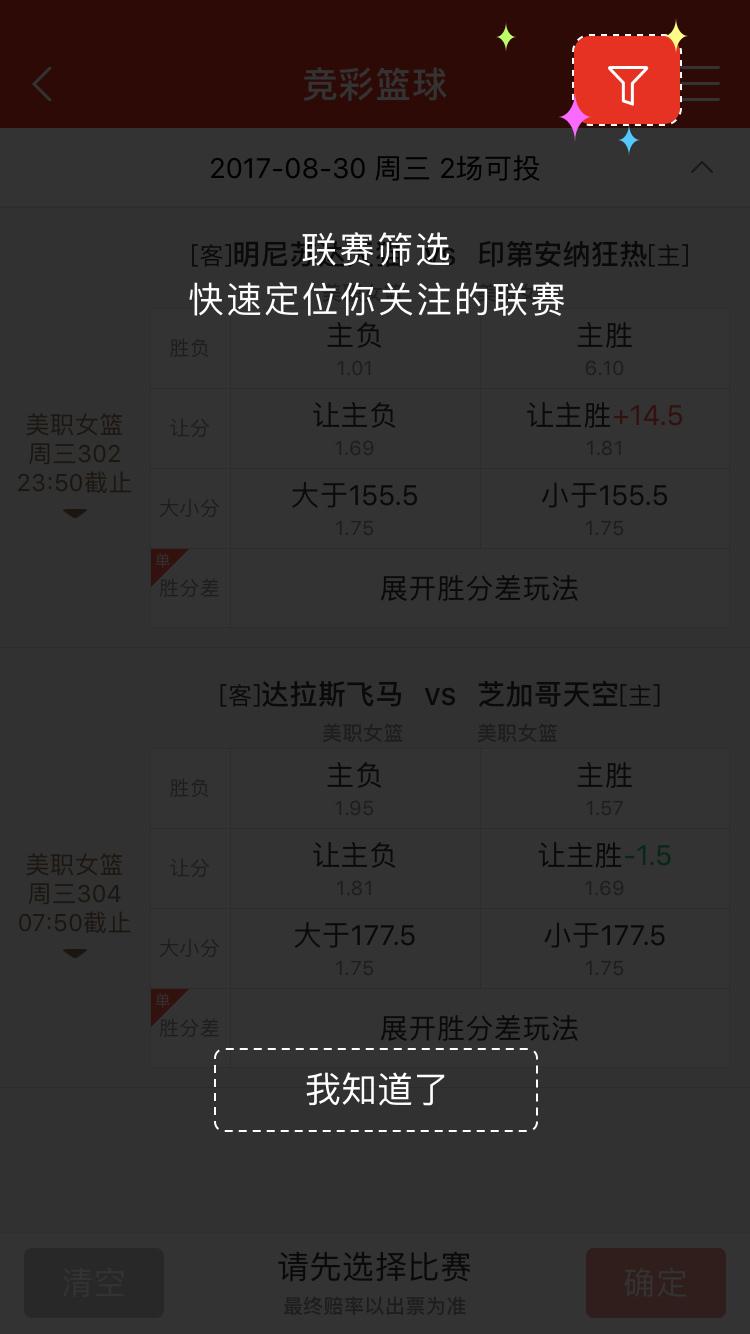 竞彩篮球
2017-08-30 周三 2场可投
联赛筛选
快速定位你关注的联赛
[客]明尼苏 印第安纳狂热[主]
美职女篮
周三302
23:50截止
胜负 主负 主胜
1.01 6.10
让分 让主负 让主胜+14.5
1.69 1.81
大小分 大于155.5 小于155.5
1.75 1.75
单
胜分差 展开胜分差玩法
[客]达拉斯飞马 vs 芝加哥天空[主]
美职女篮 美职女篮
美职女篮
周三304
07:50截止
胜负 主负 主胜
1.95 1.57
让分 让主负 让主胜-1.5
1.81 1.69
大小分 大于177.5 小于177.5
1.75 1.75
单
胜分差 展开胜分差玩法
我知道了
清空 请先选择比赛 确定
最终赔率以出票为准